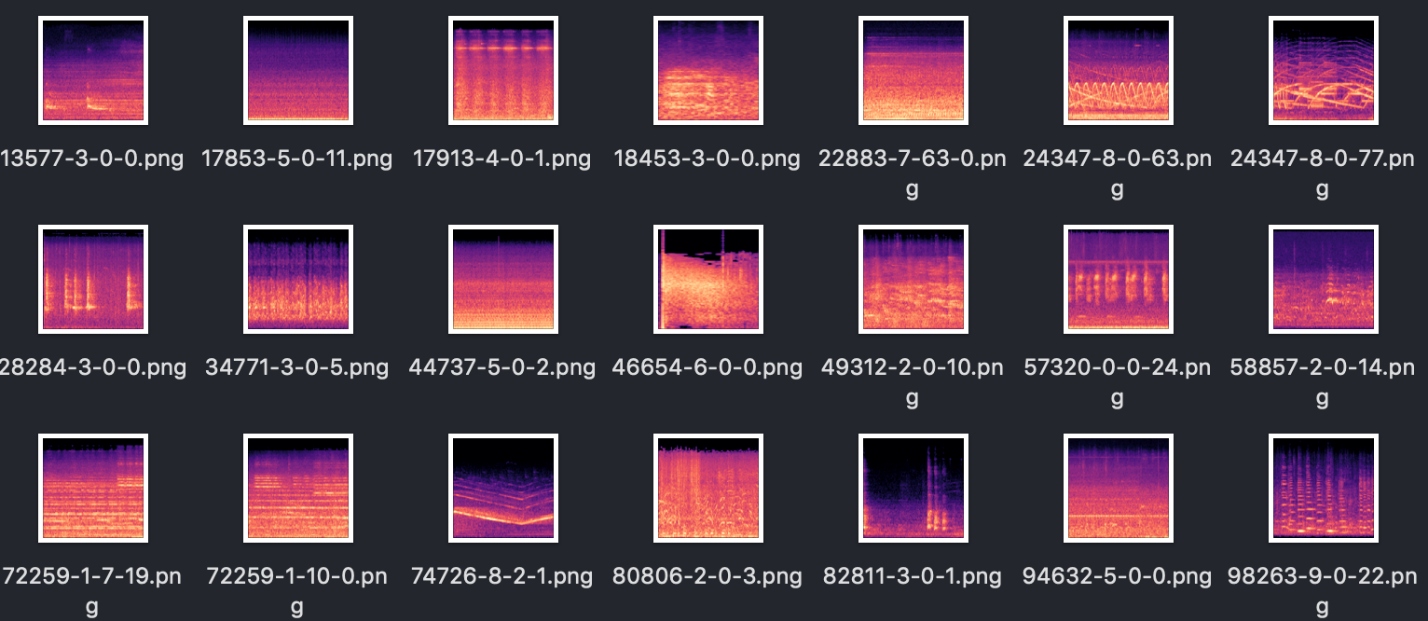 13577-3-0-0.png 17853-5-0-11.png 17913-4-0-1.png 18453-3-0-0.png 22883-7-63-0.pn 24347-8-0-63.pn 24347-8-0-77.pn
g g g
28284-3-0-0.png 34771-3-0-5.png 44737-5-0-2.png 46654-6-0-0.png 49312-2-0-10.pn 57320-0-0-24.pn 58857-2-0-14.pn
g g g
72259-1-7-19.pn 72259-1-10-0.pn 74726-8-2-1.png 80806-2-0-3.png 82811-3-0-1.png 94632-5-0-0.png 98263-9-0-22.pn
g g g